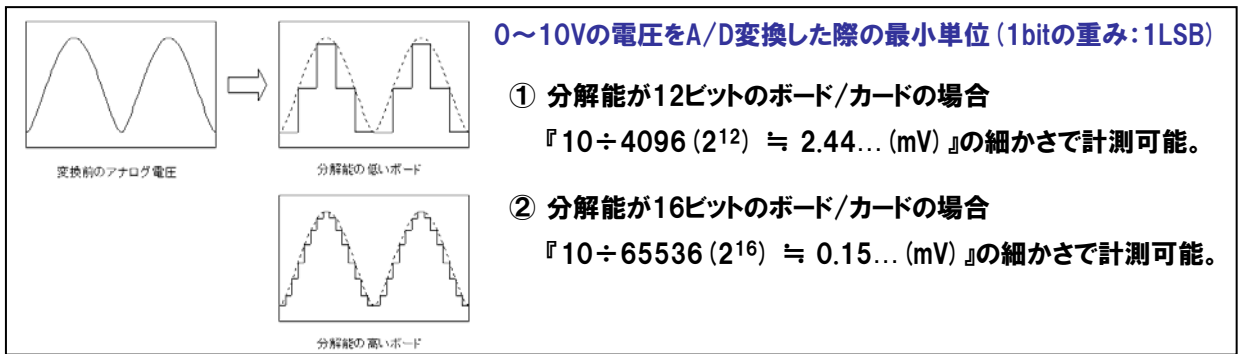 0～10Vの電圧をA/D変換した際の最小単位(1bitの重み：1LSB)
① 分解能が12ビットのボード/カードの場合
『10÷4096(2¹²) ≒ 2.44...(mV)』の細かさで計測可能。
② 分解能が16ビットのボード/カードの場合
『10÷65536(2¹⁶) ≒ 0.15...(mV)』の細かさで計測可能。
変換前のアナログ電圧
分解能の低いボード
分解能の高いボード